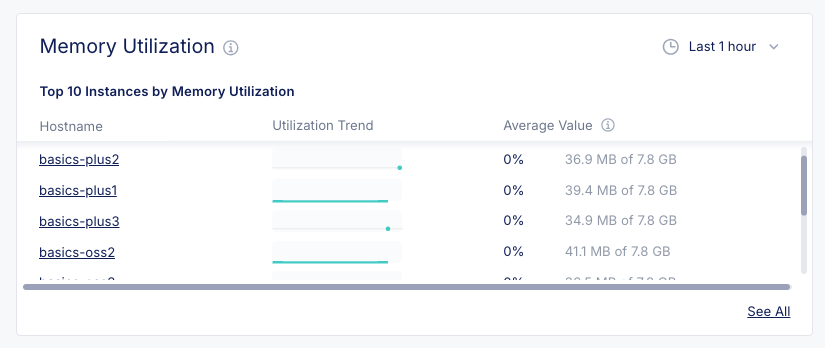 Memory Utilization
Last 1 hour
Top 10 Instances by Memory Utilization
Hostname Utilization Trend Average Value
basics-plus2 0% 36.9 MB of 7.8 GB
basics-plus1 0% 39.4 MB of 7.8 GB
basics-plus3 0% 34.9 MB of 7.8 GB
basics-oss2 0% 41.1 MB of 7.8 GB
See All